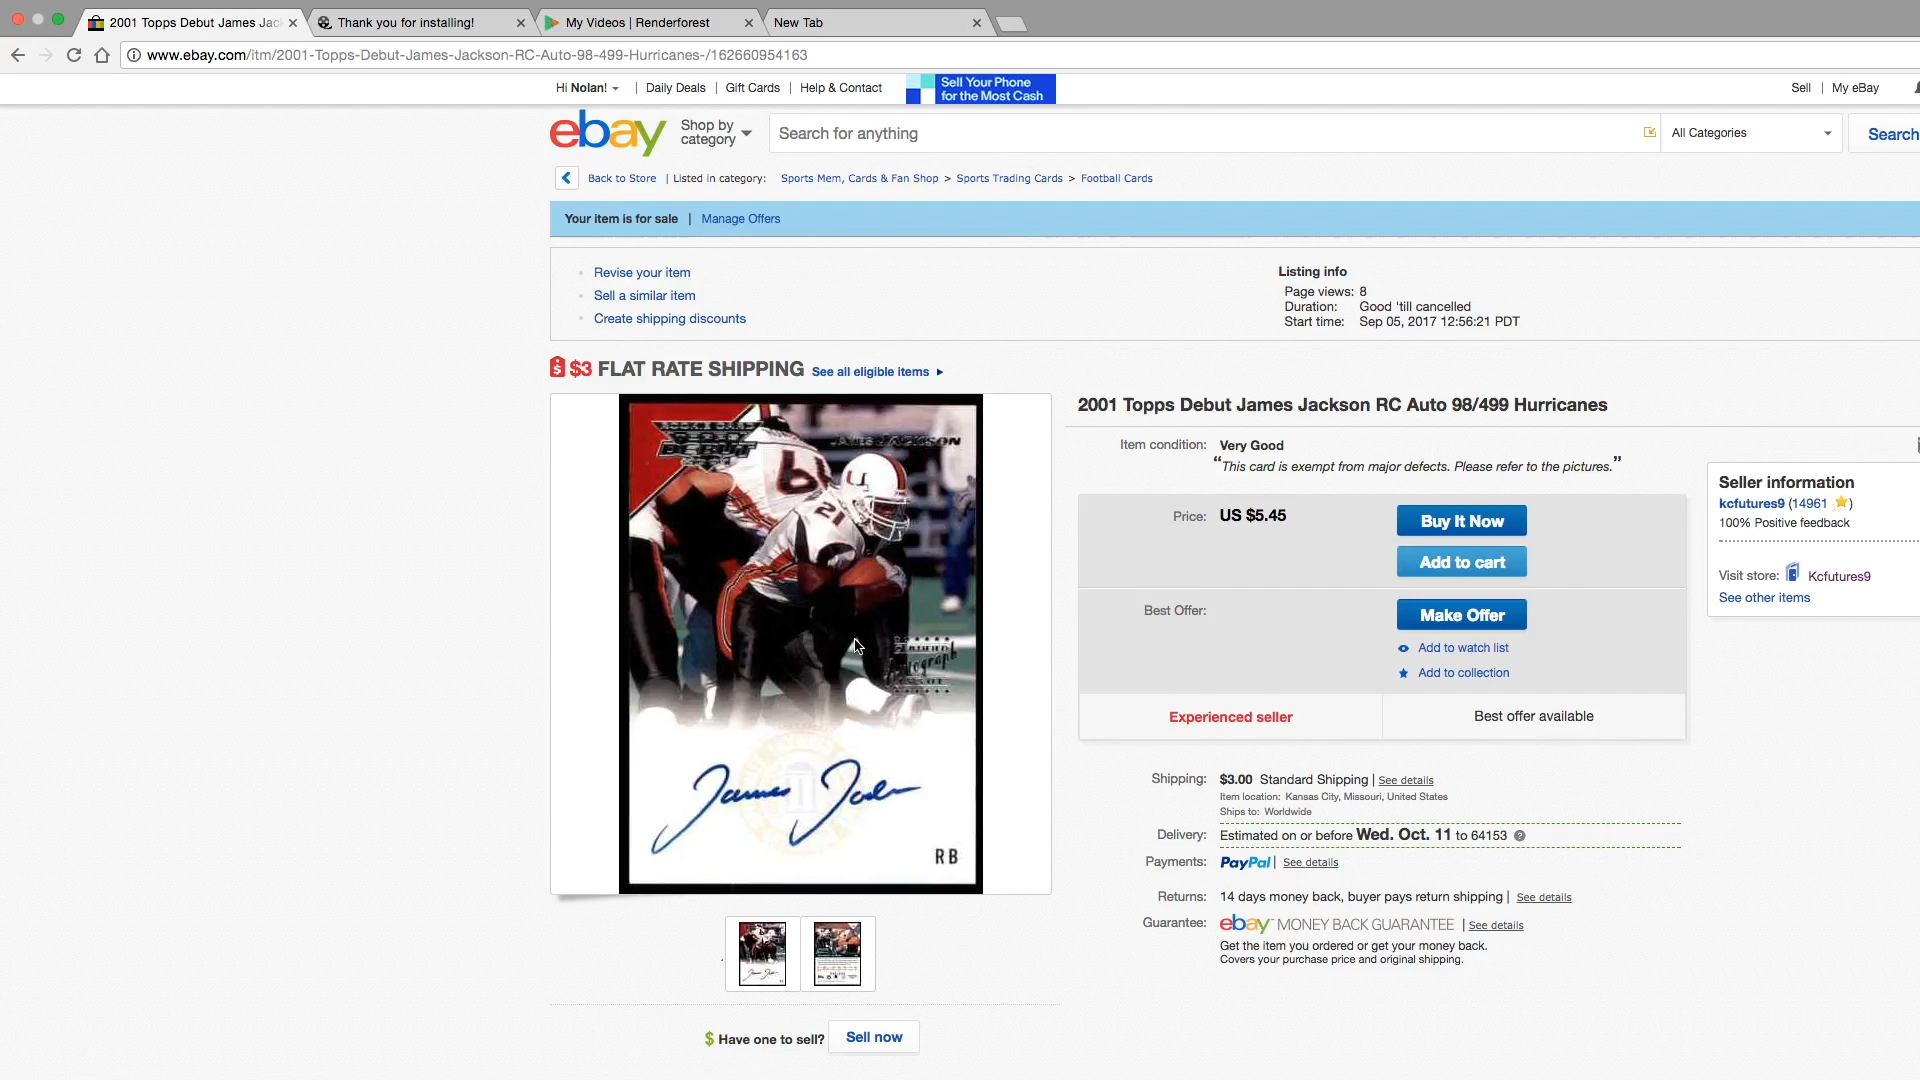 2001 Topps Debut James Jac
Thank you for installing!
My Videos | Renderforest
New Tab
www.ebay.com/itm/2001-Topps-Debut-James-Jackson-RC-Auto-98-499-Hurricanes-/162660954163
Hi Nolan! | Daily Deals | Gift Cards | Help & Contact
Sell Your Phone
for the Most Cash
Sell | My eBay
ebay
Shop by
category
Search for anything
All Categories
Search
Back to Store | Listed in category: Sports Mem, Cards & Fan Shop > Sports Trading Cards > Football Cards
Your item is for sale | Manage Offers
Revise your item
Sell a similar item
Create shipping discounts
Listing info
Page views: 8
Duration: Good 'till cancelled
Start time: Sep 05, 2017 12:56:21 PDT
$3 FLAT RATE SHIPPING See all eligible items
DEBUT
JAMES JACKSON
21
U
Autograph
James Jackson
RB
2001 Topps Debut James Jackson RC Auto 98/499 Hurricanes
Item condition: Very Good
“This card is exempt from major defects. Please refer to the pictures.”
Price: US $5.45
Buy It Now
Add to cart
Best Offer:
Make Offer
Add to watch list
Add to collection
Experienced seller
Best offer available
Seller information
kcfutures9 (14961)
100% Positive feedback
Visit store: Kcfutures9
See other items
Shipping: $3.00 Standard Shipping | See details
Item location: Kansas City, Missouri, United States
Ships to: Worldwide
Delivery: Estimated on or before Wed. Oct. 11 to 64153
Payments: PayPal | See details
Returns: 14 days money back, buyer pays return shipping | See details
Guarantee: ebay MONEY BACK GUARANTEE | See details
Get the item you ordered or get your money back.
Covers your purchase price and original shipping.
$ Have one to sell? Sell now